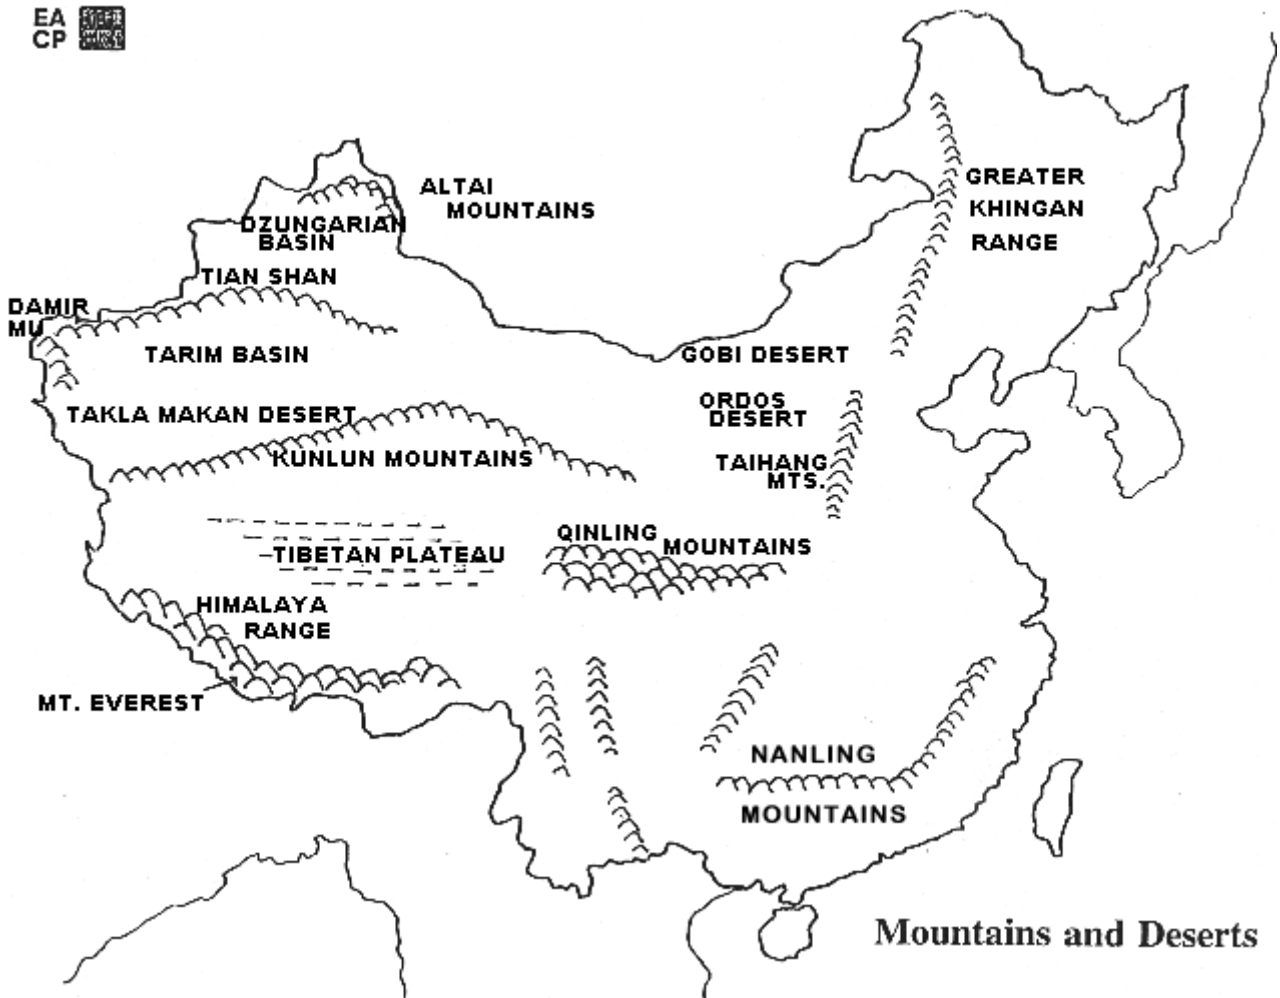 EA
CP
ALTAI
MOUNTAINS
GREATER
KHINGAN
RANGE
DZUNGARIAN
BASIN
TIAN SHAN
DAMIR
MU
TARIM BASIN
GOBI DESERT
TAKLA MAKAN DESERT
ORDOS
DESERT
KUNLUN MOUNTAINS
TAIHANG
MTS.
QINLING
MOUNTAINS
TIBETAN PLATEAU
HIMALAYA
RANGE
MT. EVEREST
NANLING
MOUNTAINS
Mountains and Deserts